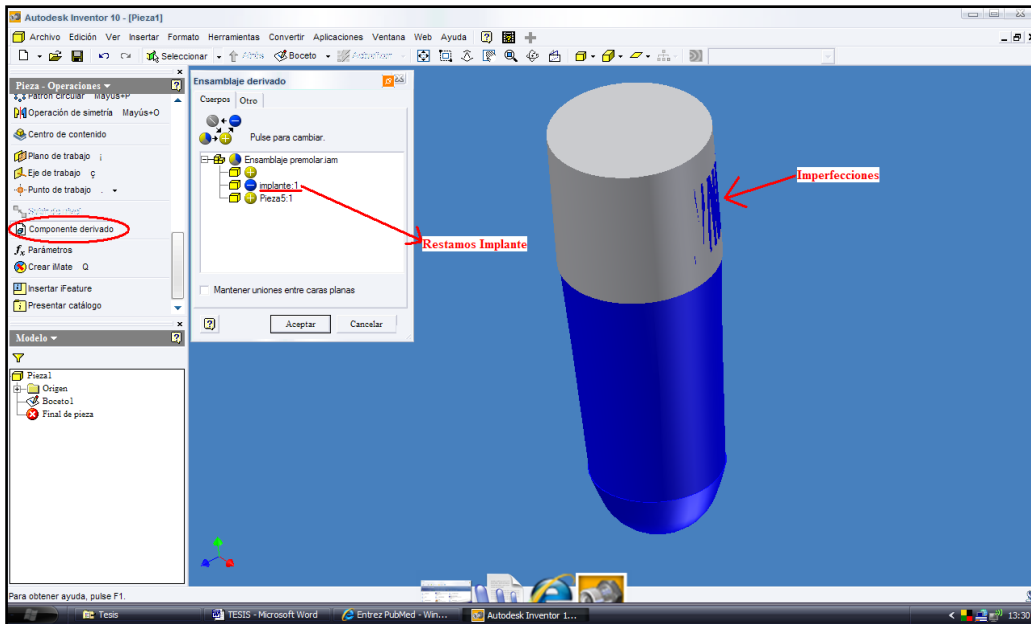 Autodesk Inventor 10 - [Pieza1]
Archivo Edición Ver Insertar Formato Herramientas Convertir Aplicaciones Ventana Web Ayuda
Seleccionar Atrás Boceto Actualizar
Pieza - Operaciones
Patrón circular Mayús+P
Operación de simetría Mayús+O
Centro de contenido
Plano de trabajo ¡
Eje de trabajo ç
Punto de trabajo .
Componente derivado
fx Parámetros
Crear iMate Q
Insertar iFeature
Presentar catálogo
Modelo
Pieza1
Origen
Boceto1
Final de pieza
Ensamblaje derivado
Cuerpos Otro
Pulse para cambiar.
Ensamblaje premolar.iam
implante:1
Pieza5:1
Mantener uniones entre caras planas
Aceptar Cancelar
Restamos Implante
Imperfecciones
Para obtener ayuda, pulse F1.
Tesis TESIS - Microsoft Word Entrez PubMed - Win... Autodesk Inventor 1... 13:30